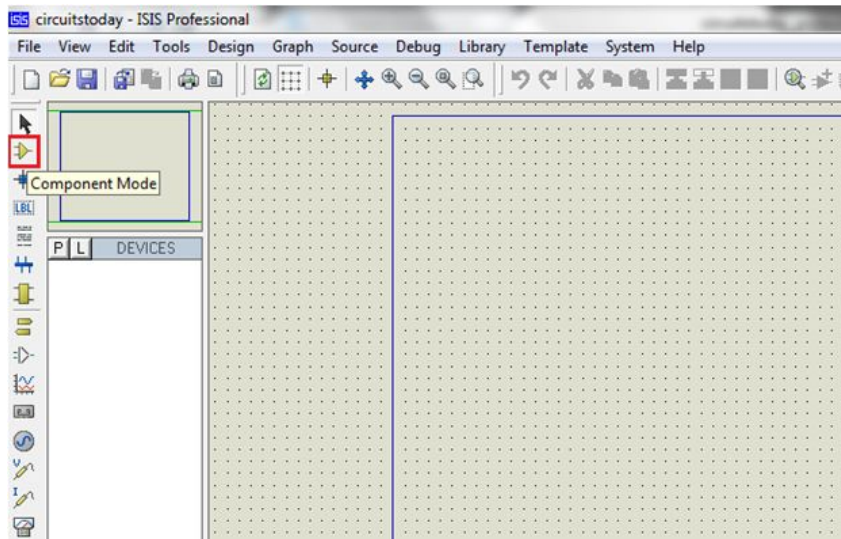 ISIS circuitstoday - ISIS Professional
File View Edit Tools Design Graph Source Debug Library Template System Help
Component Mode
LBL
P L DEVICES
V
I